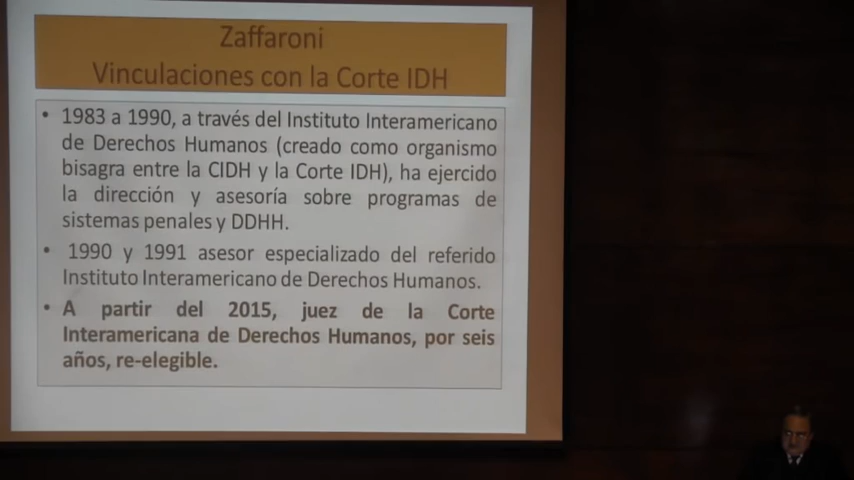 Zaffaroni
Vinculaciones con la Corte IDH
• 1983 a 1990, a través del Instituto Interamericano
de Derechos Humanos (creado como organismo
bisagra entre la CIDH y la Corte IDH), ha ejercido
la dirección y asesoría sobre programas de
sistemas penales y DDHH.
• 1990 y 1991 asesor especializado del referido
Instituto Interamericano de Derechos Humanos.
• A partir del 2015, juez de la Corte
Interamericana de Derechos Humanos, por seis
años, re-elegible.